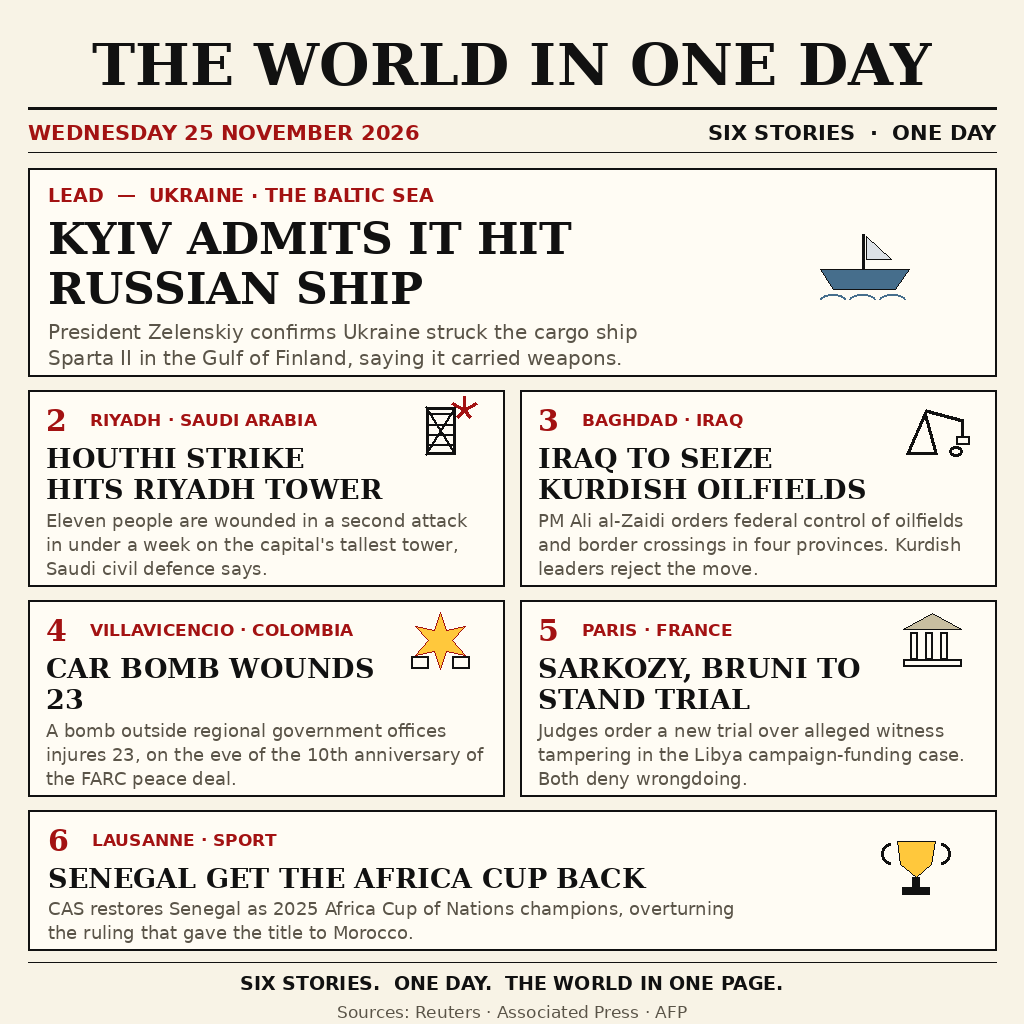 THE WORLD IN ONE DAY
WEDNESDAY 25 NOVEMBER 2026
SIX STORIES · ONE DAY
LEAD — UKRAINE · THE BALTIC SEA
KYIV ADMITS IT HIT
RUSSIAN SHIP
President Zelenskiy confirms Ukraine struck the cargo ship
Sparta II in the Gulf of Finland, saying it carried weapons.
2 RIYADH · SAUDI ARABIA
HOUTHI STRIKE
HITS RIYADH TOWER
Eleven people are wounded in a second attack
in under a week on the capital's tallest tower,
Saudi civil defence says.
3 BAGHDAD · IRAQ
IRAQ TO SEIZE
KURDISH OILFIELDS
PM Ali al-Zaidi orders federal control of oilfields
and border crossings in four provinces. Kurdish
leaders reject the move.
4 VILLAVICENCIO · COLOMBIA
CAR BOMB WOUNDS
23
A bomb outside regional government offices
injures 23, on the eve of the 10th anniversary of
the FARC peace deal.
5 PARIS · FRANCE
SARKOZY, BRUNI TO
STAND TRIAL
Judges order a new trial over alleged witness
tampering in the Libya campaign-funding case.
Both deny wrongdoing.
6 LAUSANNE · SPORT
SENEGAL GET THE AFRICA CUP BACK
CAS restores Senegal as 2025 Africa Cup of Nations champions, overturning
the ruling that gave the title to Morocco.
SIX STORIES. ONE DAY. THE WORLD IN ONE PAGE.
Sources: Reuters · Associated Press · AFP